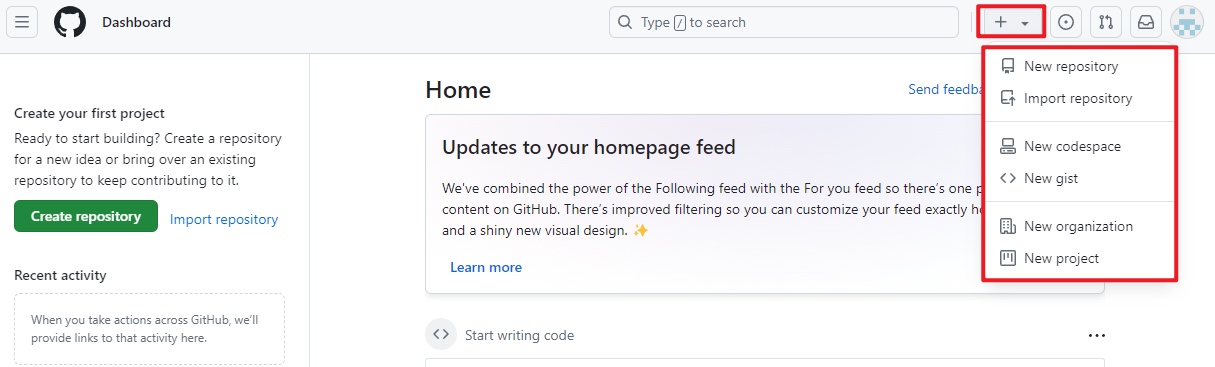 Dashboard
Type / to search
New repository
Import repository
New codespace
New gist
New organization
New project
Create your first project
Ready to start building? Create a repository
for a new idea or bring over an existing
repository to keep contributing to it.
Create repository
Import repository
Recent activity
When you take actions across GitHub, we'll
provide links to that activity here.
Home
Send
Updates to your homepage feed
We've combined the power of the Following feed with the For you feed so there's one
content on GitHub. There's improved filtering so you can customize your feed exactly
and a shiny new visual design. ✨
Learn more
Start writing code